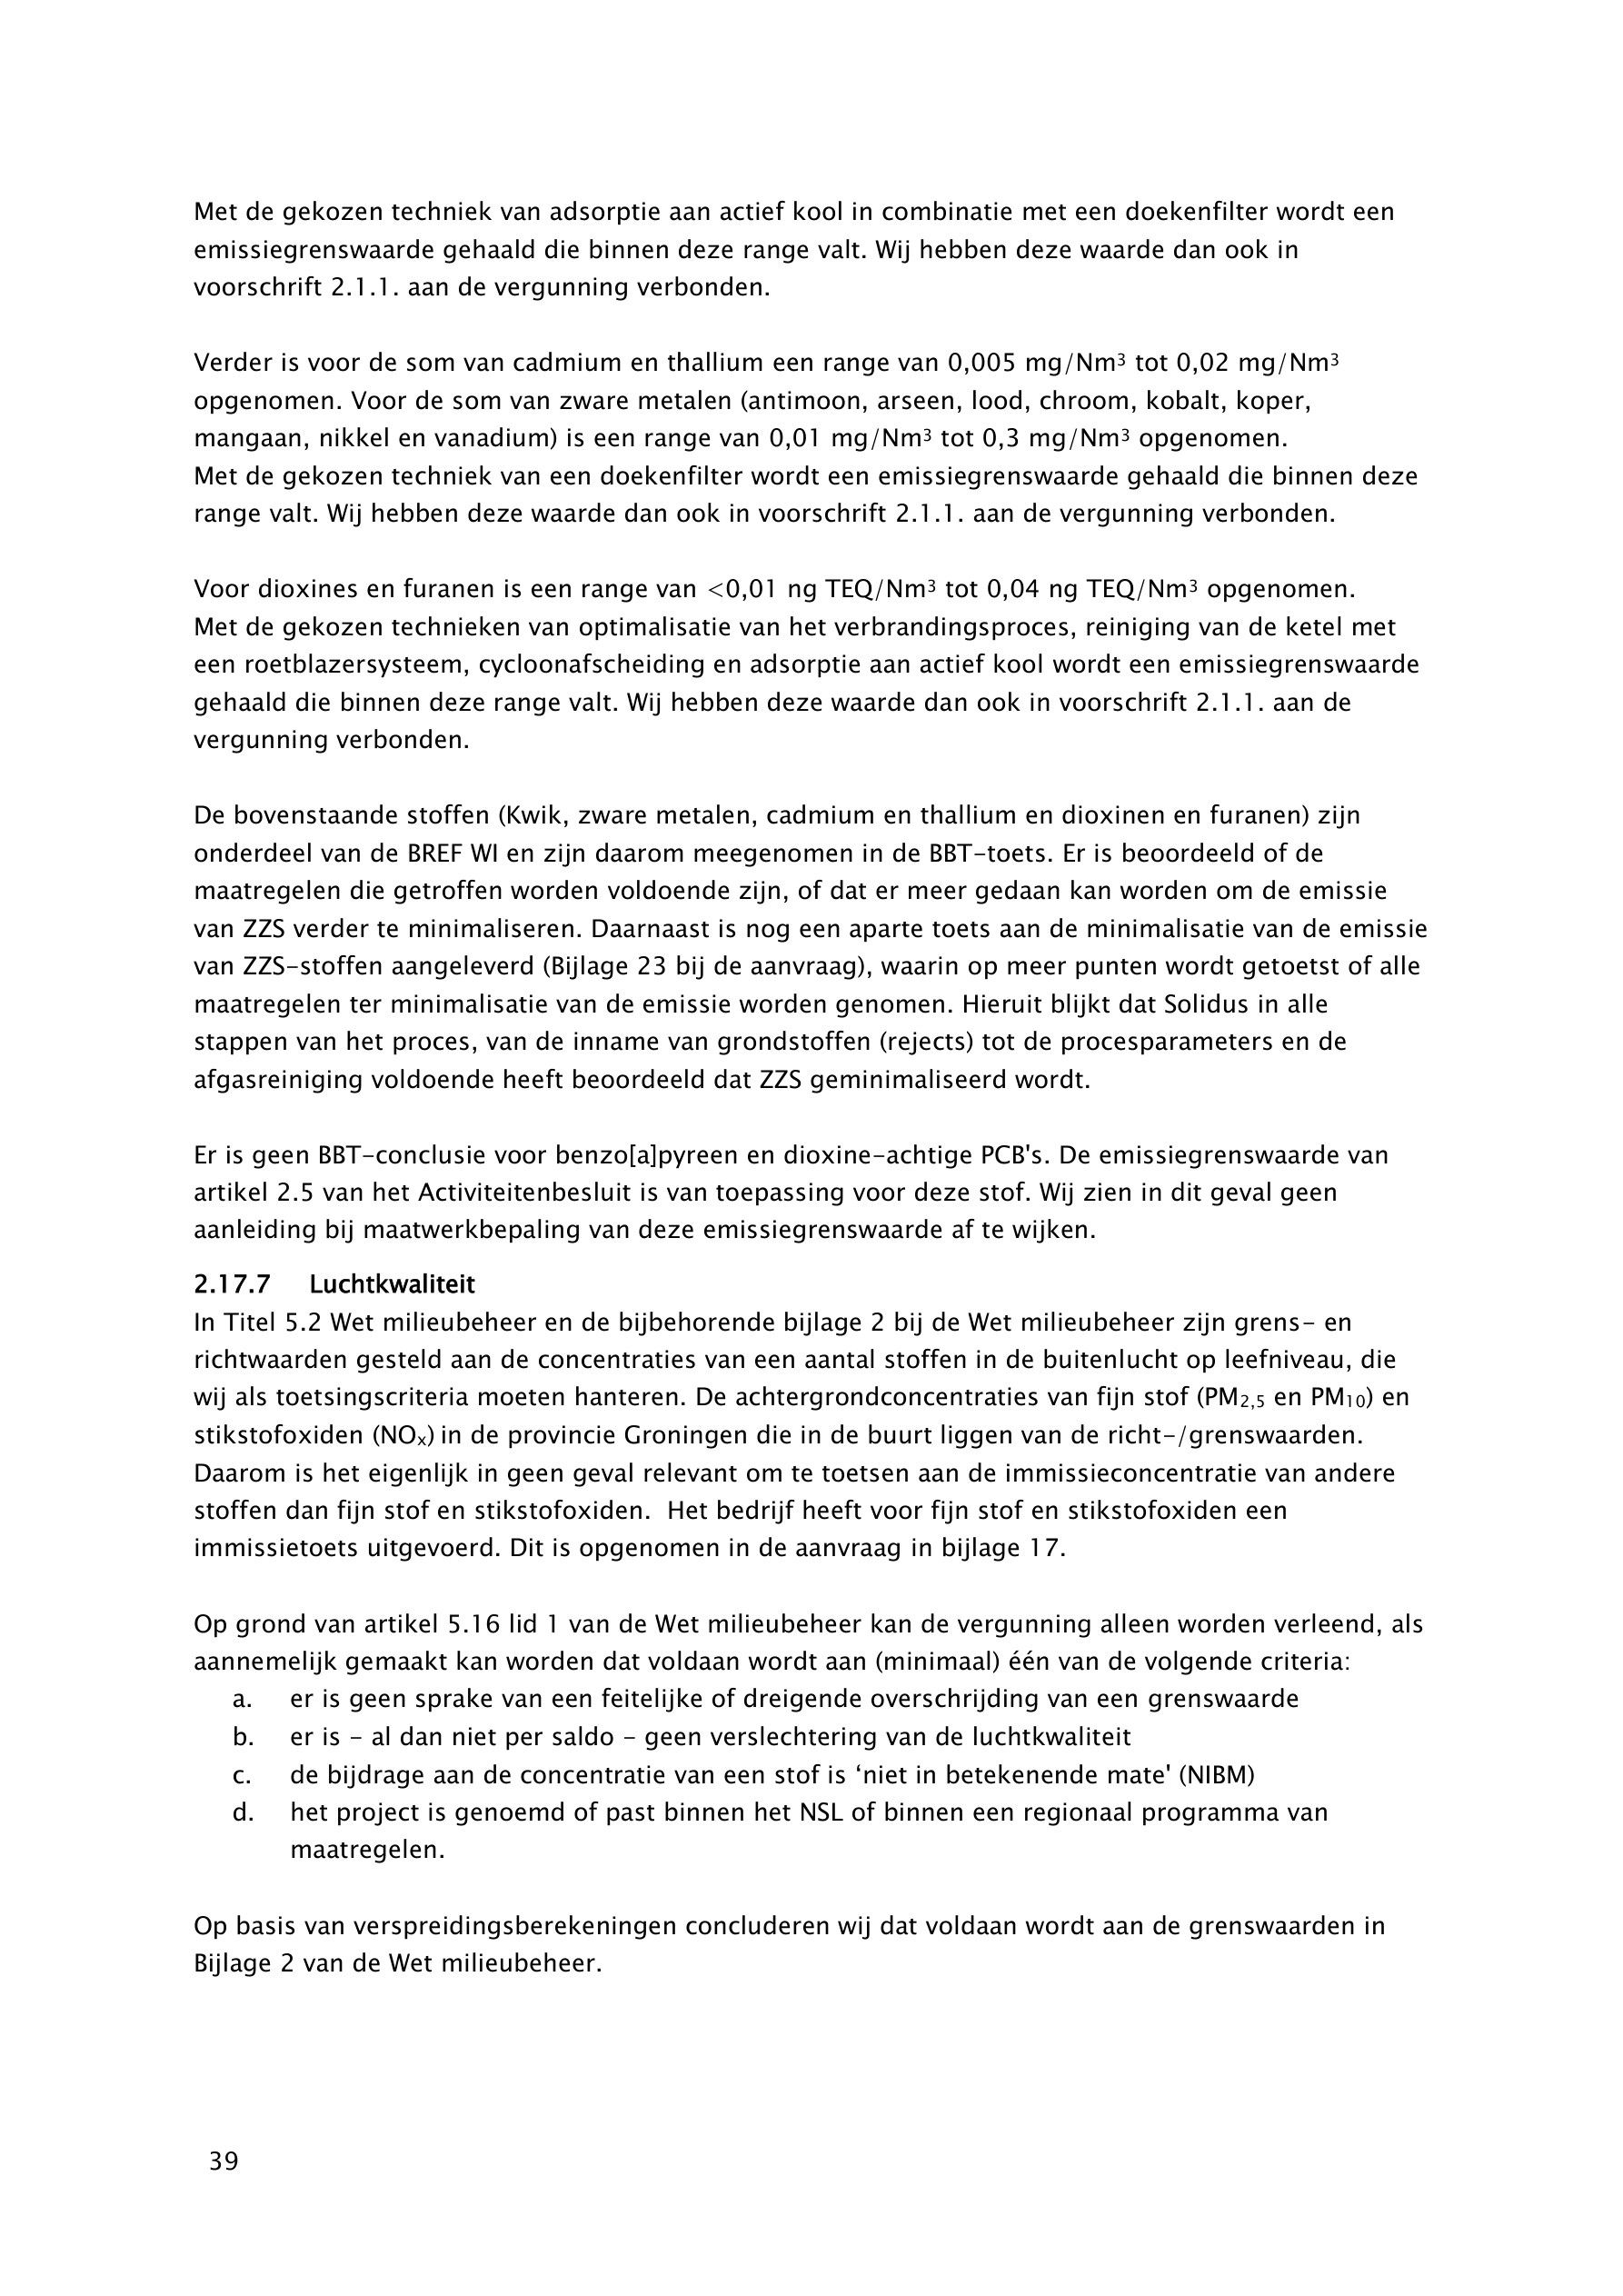 Met de gekozen techniek van adsorptie aan actief kool in combinatie met een doekenfilter wordt een
emissiegrenswaarde gehaald die binnen deze range valt. Wij hebben deze waarde dan ook in
voorschrift 2.1.1. aan de vergunning verbonden.

Verder is voor de som van cadmium en thallium een range van 0,005 mg/Nm³ tot 0,02 mg/Nm³
opgenomen. Voor de som van zware metalen (antimoon, arseen, lood, chroom, kobalt, koper,
mangaan, nikkel en vanadium) is een range van 0,01 mg/Nm³ tot 0,3 mg/Nm³ opgenomen.
Met de gekozen techniek van een doekenfilter wordt een emissiegrenswaarde gehaald die binnen deze
range valt. Wij hebben deze waarde dan ook in voorschrift 2.1.1. aan de vergunning verbonden.

Voor dioxines en furanen is een range van <0,01 ng TEQ/Nm³ tot 0,04 ng TEQ/Nm³ opgenomen.
Met de gekozen technieken van optimalisatie van het verbrandingsproces, reiniging van de ketel met
een roetblazersysteem, cycloonafscheiding en adsorptie aan actief kool wordt een emissiegrenswaarde
gehaald die binnen deze range valt. Wij hebben deze waarde dan ook in voorschrift 2.1.1. aan de
vergunning verbonden.

De bovenstaande stoffen (Kwik, zware metalen, cadmium en thallium en dioxinen en furanen) zijn
onderdeel van de BREF WI en zijn daarom meegenomen in de BBT-toets. Er is beoordeeld of de
maatregelen die getroffen worden voldoende zijn, of dat er meer gedaan kan worden om de emissie
van ZZS verder te minimaliseren. Daarnaast is nog een aparte toets aan de minimalisatie van de emissie
van ZZS-stoffen aangeleverd (Bijlage 23 bij de aanvraag), waarin op meer punten wordt getoetst of alle
maatregelen ter minimalisatie van de emissie worden genomen. Hieruit blijkt dat Solidus in alle
stappen van het proces, van de inname van grondstoffen (rejects) tot de procesparameters en de
afgasreiniging voldoende heeft beoordeeld dat ZZS geminimaliseerd wordt.

Er is geen BBT-conclusie voor benzo[a]pyreen en dioxine-achtige PCB's. De emissiegrenswaarde van
artikel 2.5 van het Activiteitenbesluit is van toepassing voor deze stof. Wij zien in dit geval geen
aanleiding bij maatwerkbepaling van deze emissiegrenswaarde af te wijken.

2.17.7 Luchtkwaliteit
In Titel 5.2 Wet milieubeheer en de bijbehorende bijlage 2 bij de Wet milieubeheer zijn grens- en
richtwaarden gesteld aan de concentraties van een aantal stoffen in de buitenlucht op leefniveau, die
wij als toetsingscriteria moeten hanteren. De achtergrondconcentraties van fijn stof (PM₂,₅ en PM₁₀) en
stikstofoxiden (NOₓ) in de provincie Groningen die in de buurt liggen van de richt-/grenswaarden.
Daarom is het eigenlijk in geen geval relevant om te toetsen aan de immissieconcentratie van andere
stoffen dan fijn stof en stikstofoxiden.  Het bedrijf heeft voor fijn stof en stikstofoxiden een
immissietoets uitgevoerd. Dit is opgenomen in de aanvraag in bijlage 17.

Op grond van artikel 5.16 lid 1 van de Wet milieubeheer kan de vergunning alleen worden verleend, als
aannemelijk gemaakt kan worden dat voldaan wordt aan (minimaal) één van de volgende criteria:
a. er is geen sprake van een feitelijke of dreigende overschrijding van een grenswaarde
b. er is - al dan niet per saldo - geen verslechtering van de luchtkwaliteit
c. de bijdrage aan de concentratie van een stof is ‘niet in betekenende mate' (NIBM)
d. het project is genoemd of past binnen het NSL of binnen een regionaal programma van
maatregelen.

Op basis van verspreidingsberekeningen concluderen wij dat voldaan wordt aan de grenswaarden in
Bijlage 2 van de Wet milieubeheer.

39